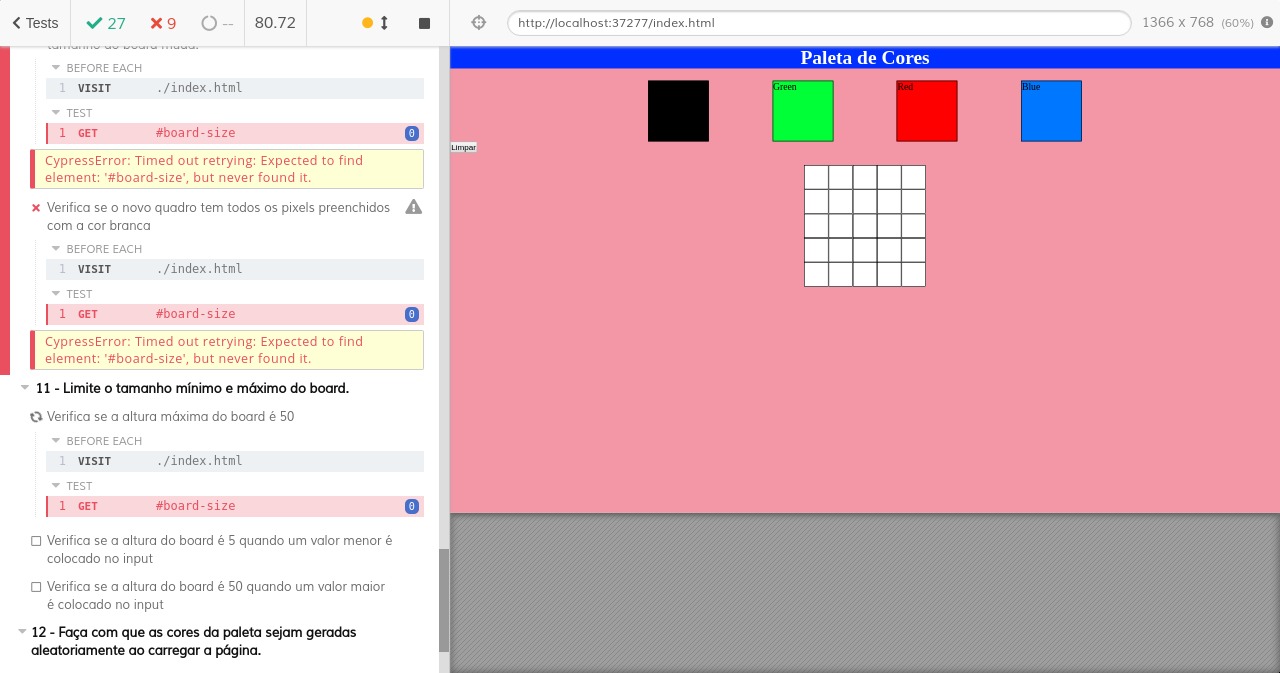 Tests 27 9 -- 80.72
http://localhost:37277/index.html 1366 x 768 (60%)
tamanho do board muda.
BEFORE EACH
1 VISIT ./index.html
TEST
1 GET #board-size 0
CypressError: Timed out retrying: Expected to find
element: '#board-size', but never found it.
Verifica se o novo quadro tem todos os pixels preenchidos
com a cor branca
BEFORE EACH
1 VISIT ./index.html
TEST
1 GET #board-size 0
CypressError: Timed out retrying: Expected to find
element: '#board-size', but never found it.
11 - Limite o tamanho mínimo e máximo do board.
Verifica se a altura máxima do board é 50
BEFORE EACH
1 VISIT ./index.html
TEST
1 GET #board-size 0
Verifica se a altura do board é 5 quando um valor menor é
colocado no input
Verifica se a altura do board é 50 quando um valor maior
é colocado no input
12 - Faça com que as cores da paleta sejam geradas
aleatoriamente ao carregar a página.
Paleta de Cores
Green Red Blue
Limpar